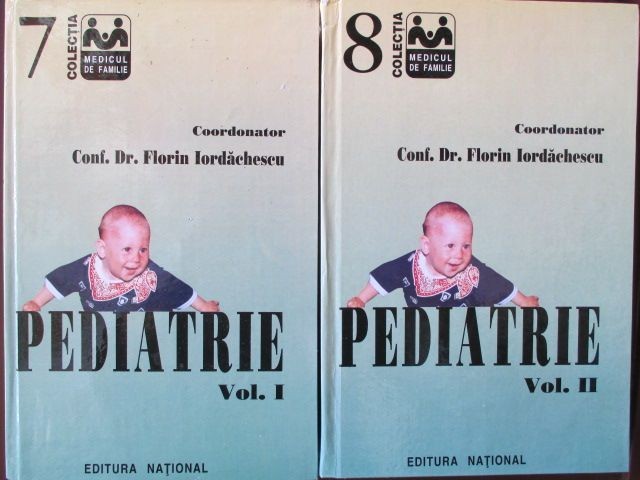 7
COLECȚIA
MEDICUL
DE FAMILIE
Coordonator
Conf. Dr. Florin Iordăchescu
PEDIATRIE
Vol. I
EDITURA NAȚIONAL
8
COLECȚIA
MEDICUL
DE FAMILIE
Coordonator
Conf. Dr. Florin Iordăchescu
PEDIATRIE
Vol. II
EDITURA NAȚIONAL